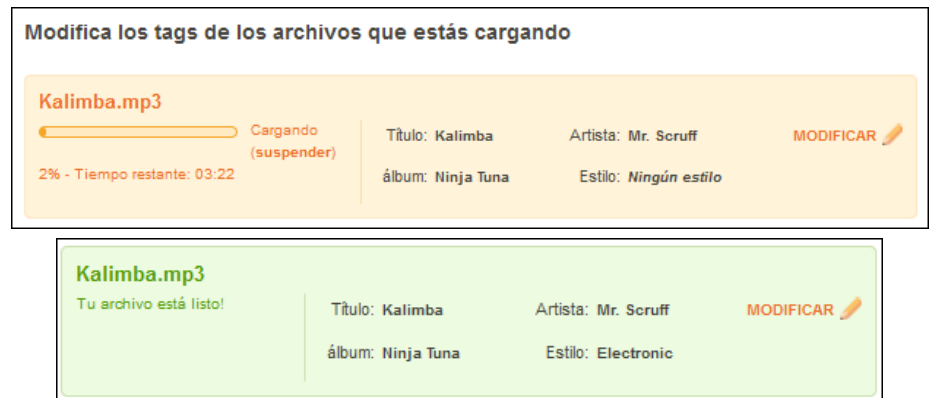 Modifica los tags de los archivos que estás cargando
Kalimba.mp3
Cargando
(suspender)
2% - Tiempo restante: 03:22
Título: Kalimba
Artista: Mr. Scruff
MODIFICAR
álbum: Ninja Tuna
Estilo: Ningún estilo
Kalimba.mp3
Tu archivo está listo!
Título: Kalimba
Artista: Mr. Scruff
MODIFICAR
álbum: Ninja Tuna
Estilo: Electronic